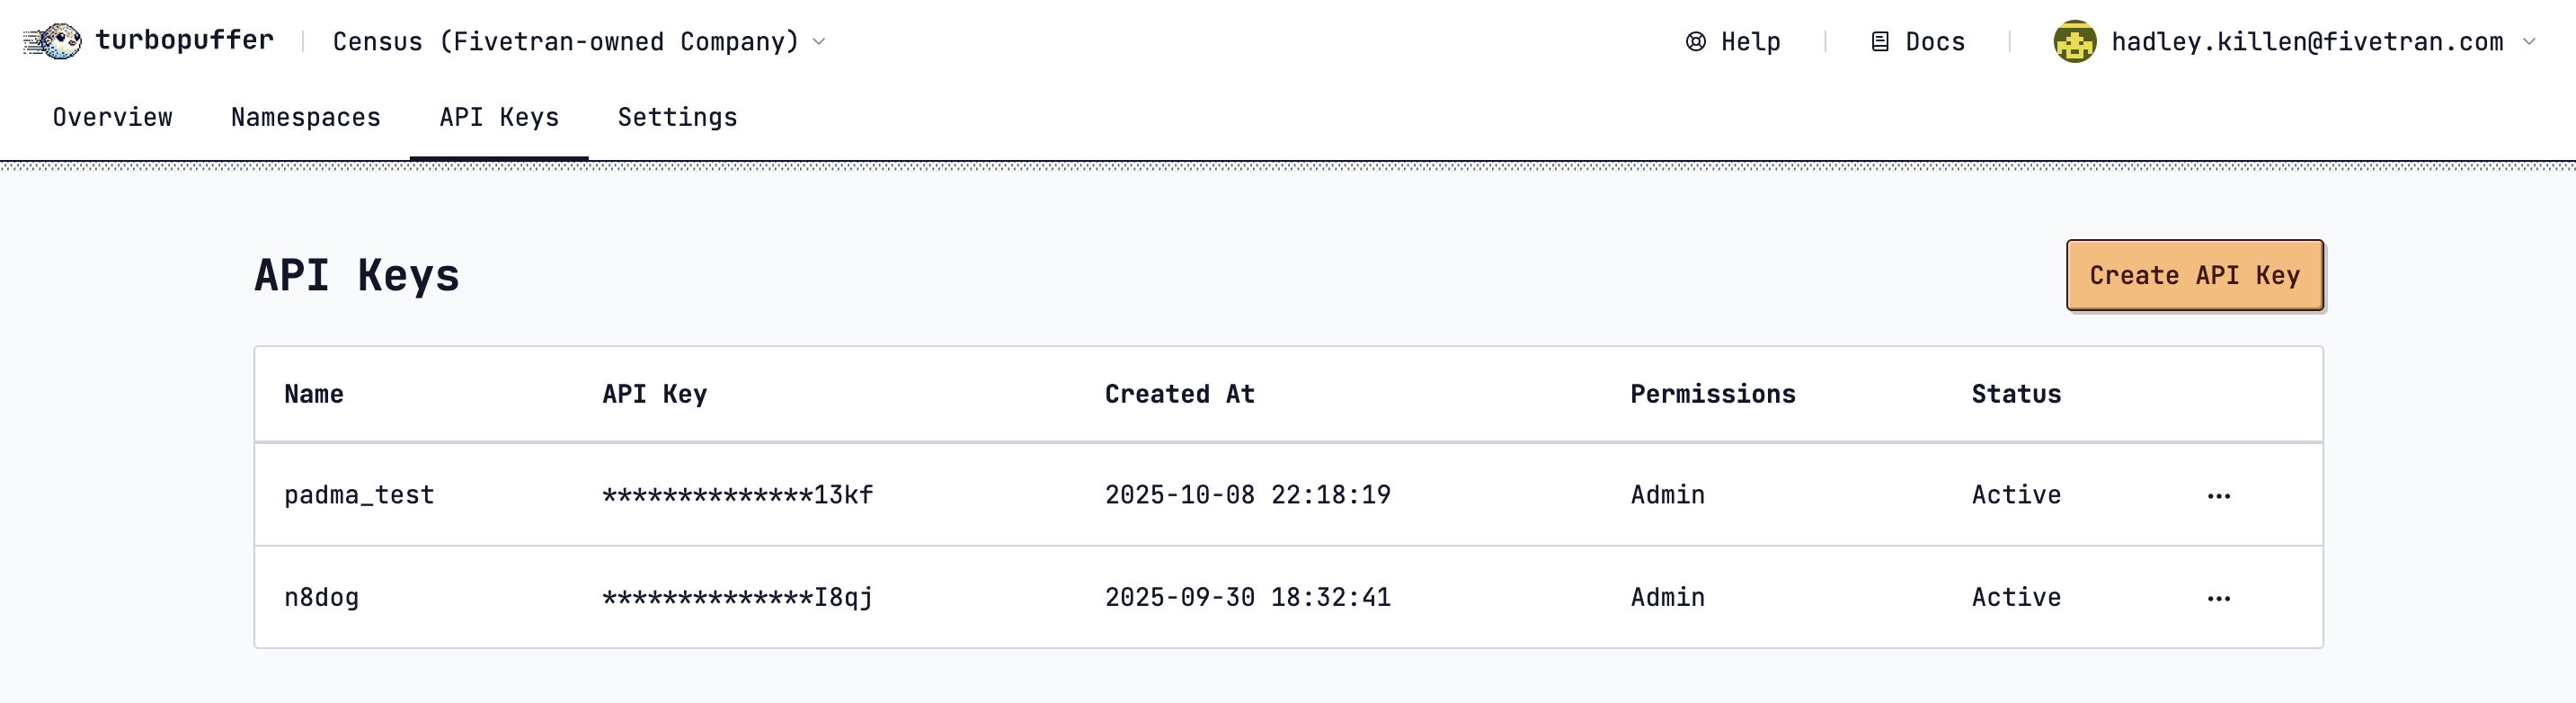 turbopuffer | Census (Fivetran-owned Company) Help | Docs | hadley.killen@fivetran.com
Overview Namespaces API Keys Settings
API Keys Create API Key
Name API Key Created At Permissions Status
padma_test **************13kf 2025-10-08 22:18:19 Admin Active ...
n8dog **************I8qj 2025-09-30 18:32:41 Admin Active ...